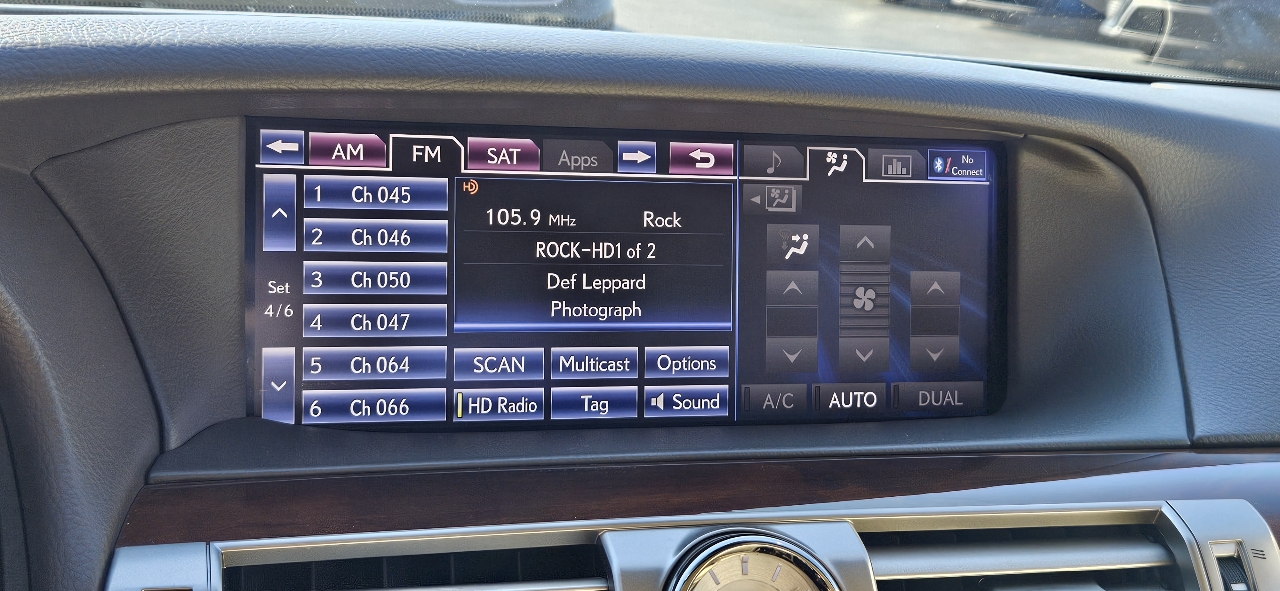 AM
FM
SAT
Apps
No
Connect
1 Ch 045
2 Ch 046
3 Ch 050
4 Ch 047
5 Ch 064
6 Ch 066
Set
4/6
HD
105.9 MHz Rock
ROCK-HD1 of 2
Def Leppard
Photograph
SCAN Multicast Options
HD Radio Tag Sound
A/C AUTO DUAL